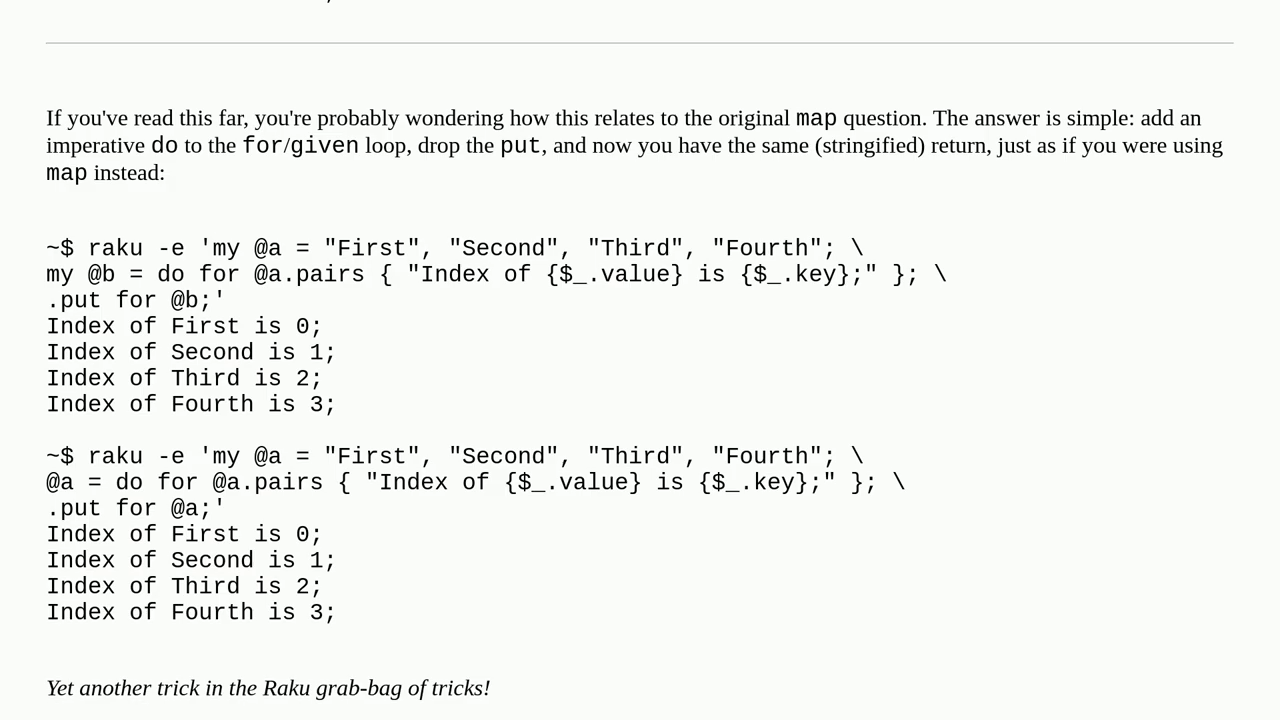 If you've read this far, you're probably wondering how this relates to the original map question. The answer is simple: add an
imperative do to the for/given loop, drop the put, and now you have the same (stringified) return, just as if you were using
map instead:
~$ raku -e 'my @a = "First", "Second", "Third", "Fourth"; \
my @b = do for @a.pairs { "Index of {$_.value} is {$_.key};" }; \
.put for @b;'
Index of First is 0;
Index of Second is 1;
Index of Third is 2;
Index of Fourth is 3;
~$ raku -e 'my @a = "First", "Second", "Third", "Fourth"; \
@a = do for @a.pairs { "Index of {$_.value} is {$_.key};" }; \
.put for @a;'
Index of First is 0;
Index of Second is 1;
Index of Third is 2;
Index of Fourth is 3;
Yet another trick in the Raku grab-bag of tricks!